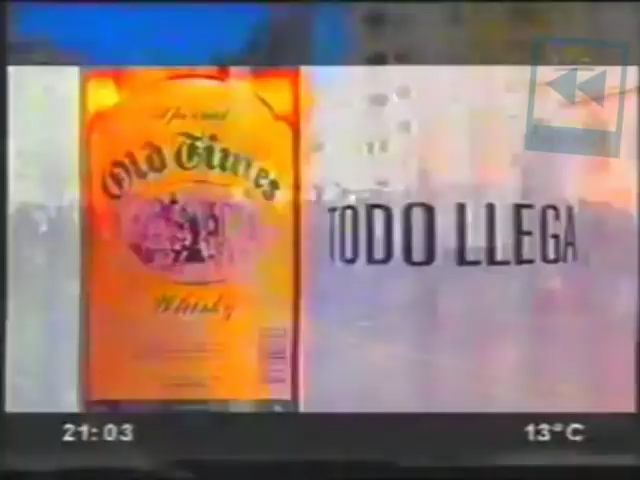 Special
Old Times
Whisky
TODO LLEGA
21:03
13°C